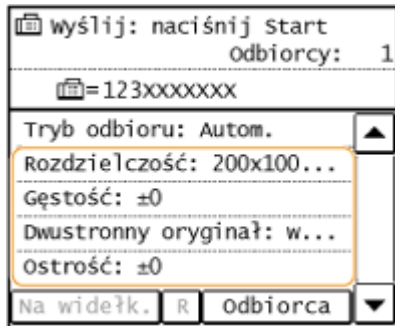 Wyślij: naciśnij Start
Odbiorcy: 1
=123xxxxxxx
Tryb odbioru: Autom.
Rozdzielczość: 200x100...
Gęstość: ±0
Dwustronny oryginał: w...
Ostrość: ±0
Na widełk. R Odbiorca